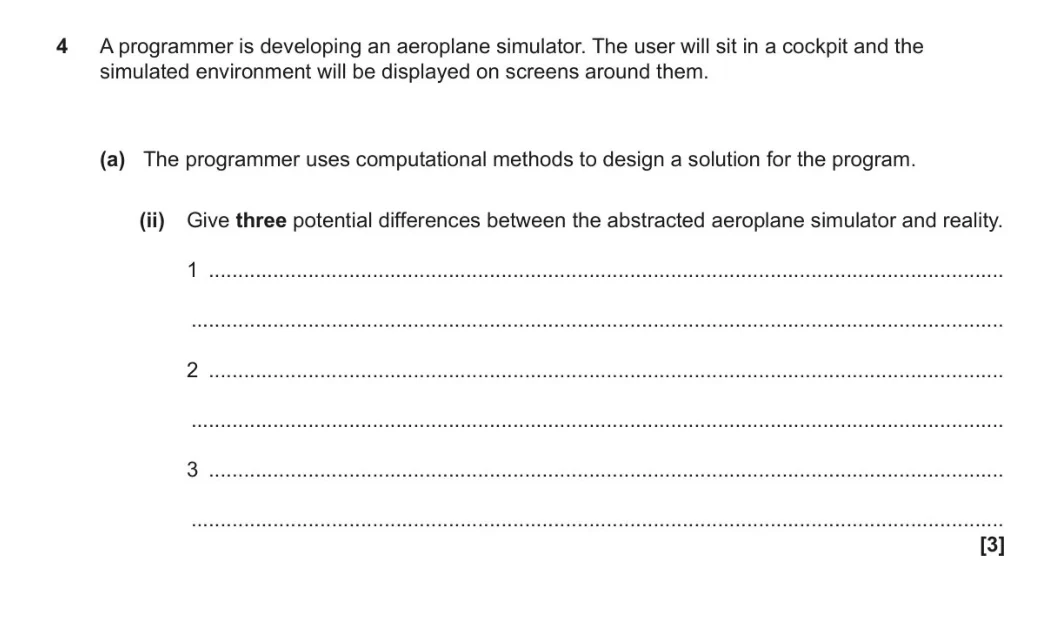 4 A programmer is developing an aeroplane simulator. The user will sit in a cockpit and the
simulated environment will be displayed on screens around them.
(a) The programmer uses computational methods to design a solution for the program.
(ii) Give three potential differences between the abstracted aeroplane simulator and reality.
1 ................................................................
................................................................
2 ................................................................
................................................................
3 ................................................................
................................................................
[3]